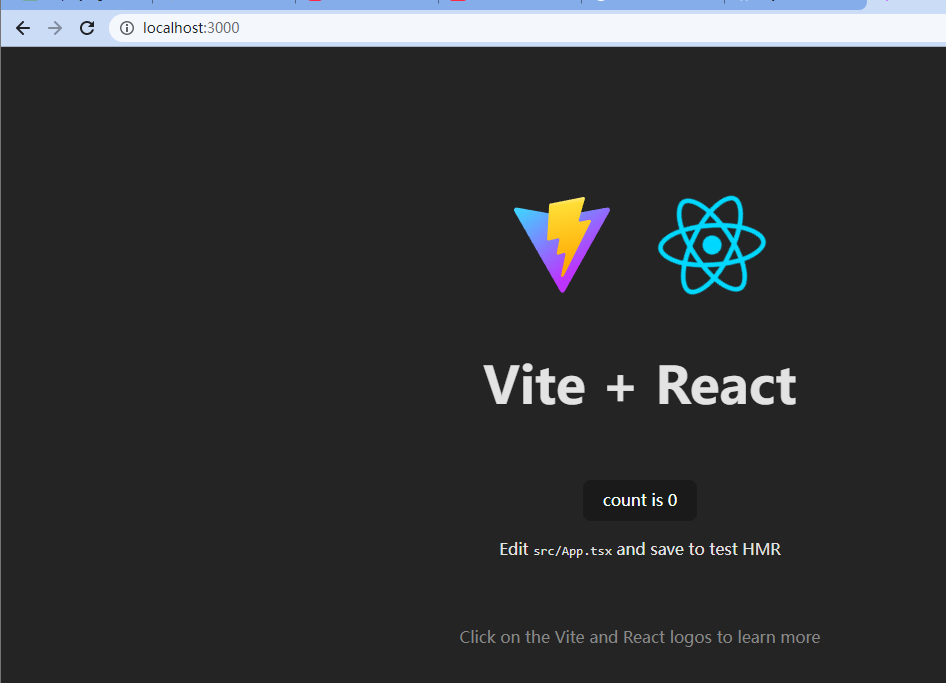 localhost:3000
Vite + React
count is 0
Edit src/App.tsx and save to test HMR
Click on the Vite and React logos to learn more